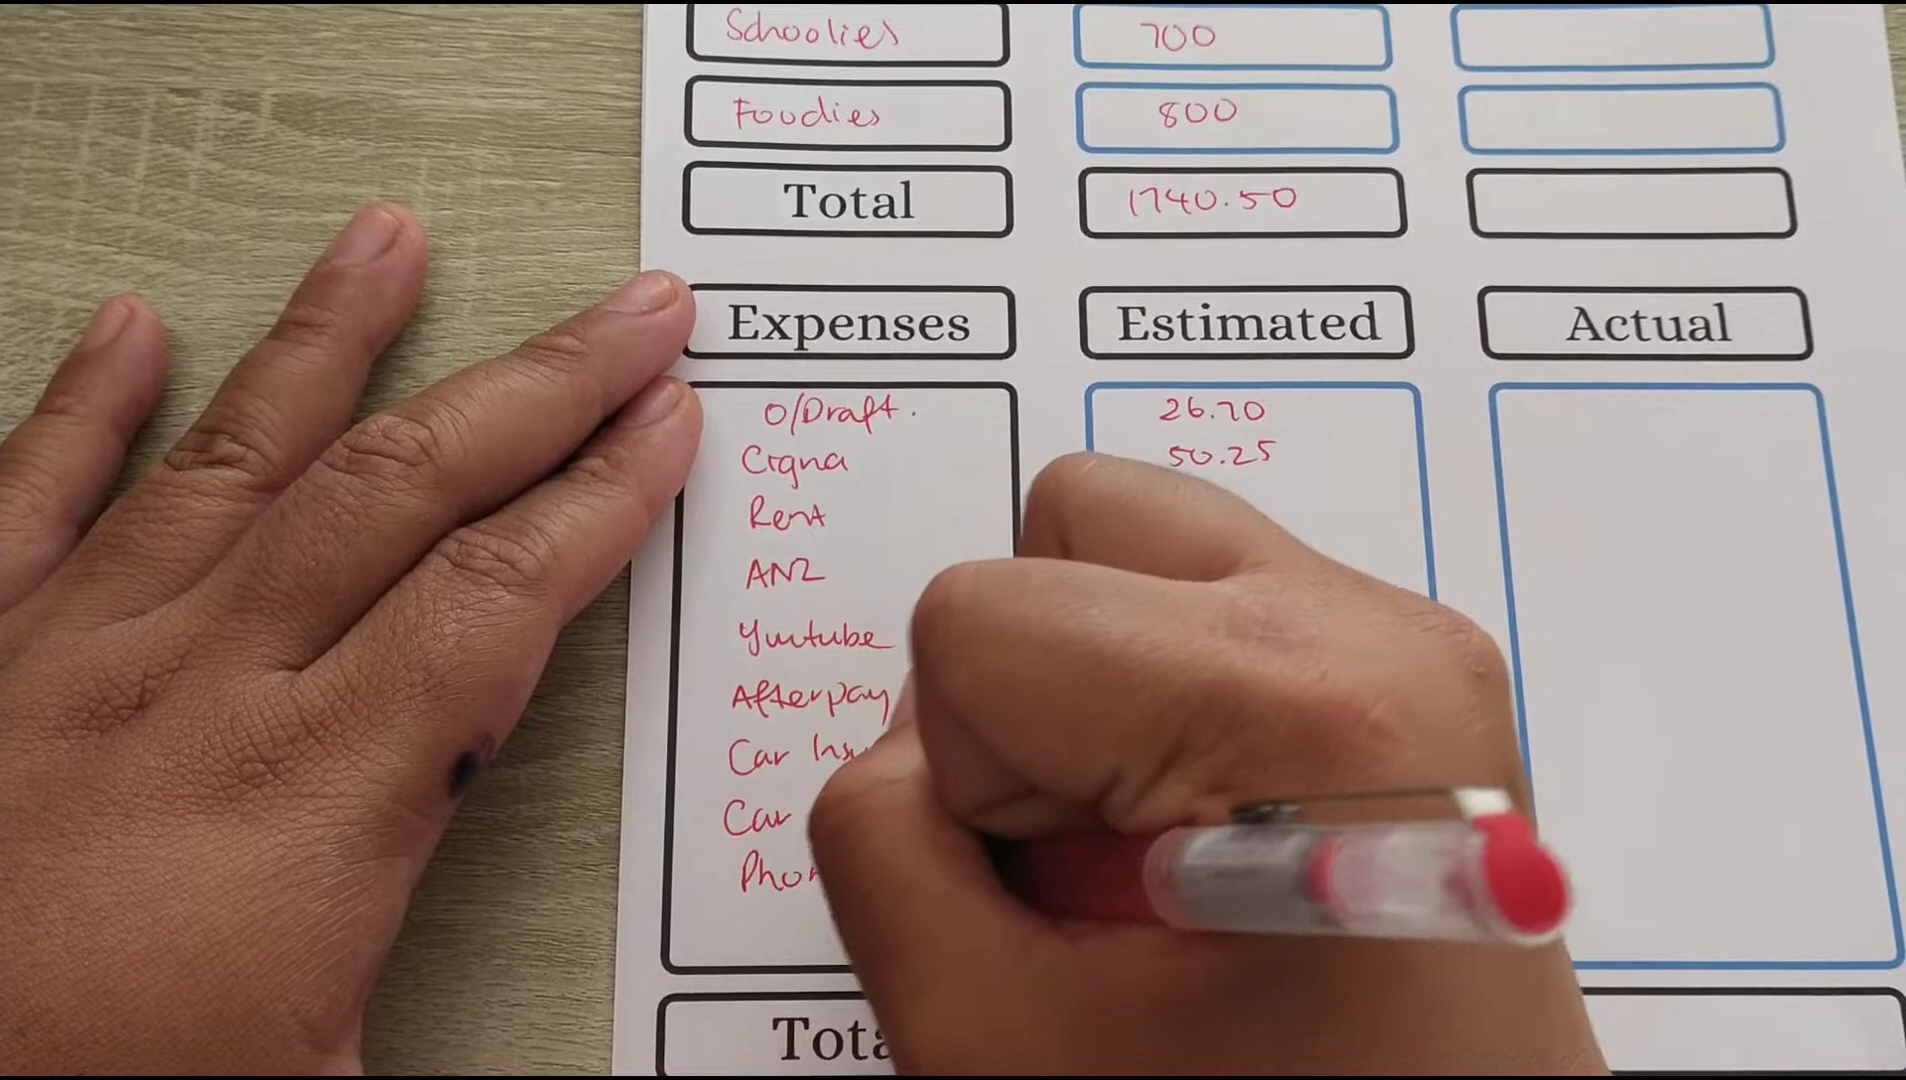 Schoolies 700
Foodies 800
Total 1740.50
Expenses Estimated Actual
O/Draft. 26.70
Cigna 50.25
Rent
ANZ
Youtube
Afterpay
Car
Car